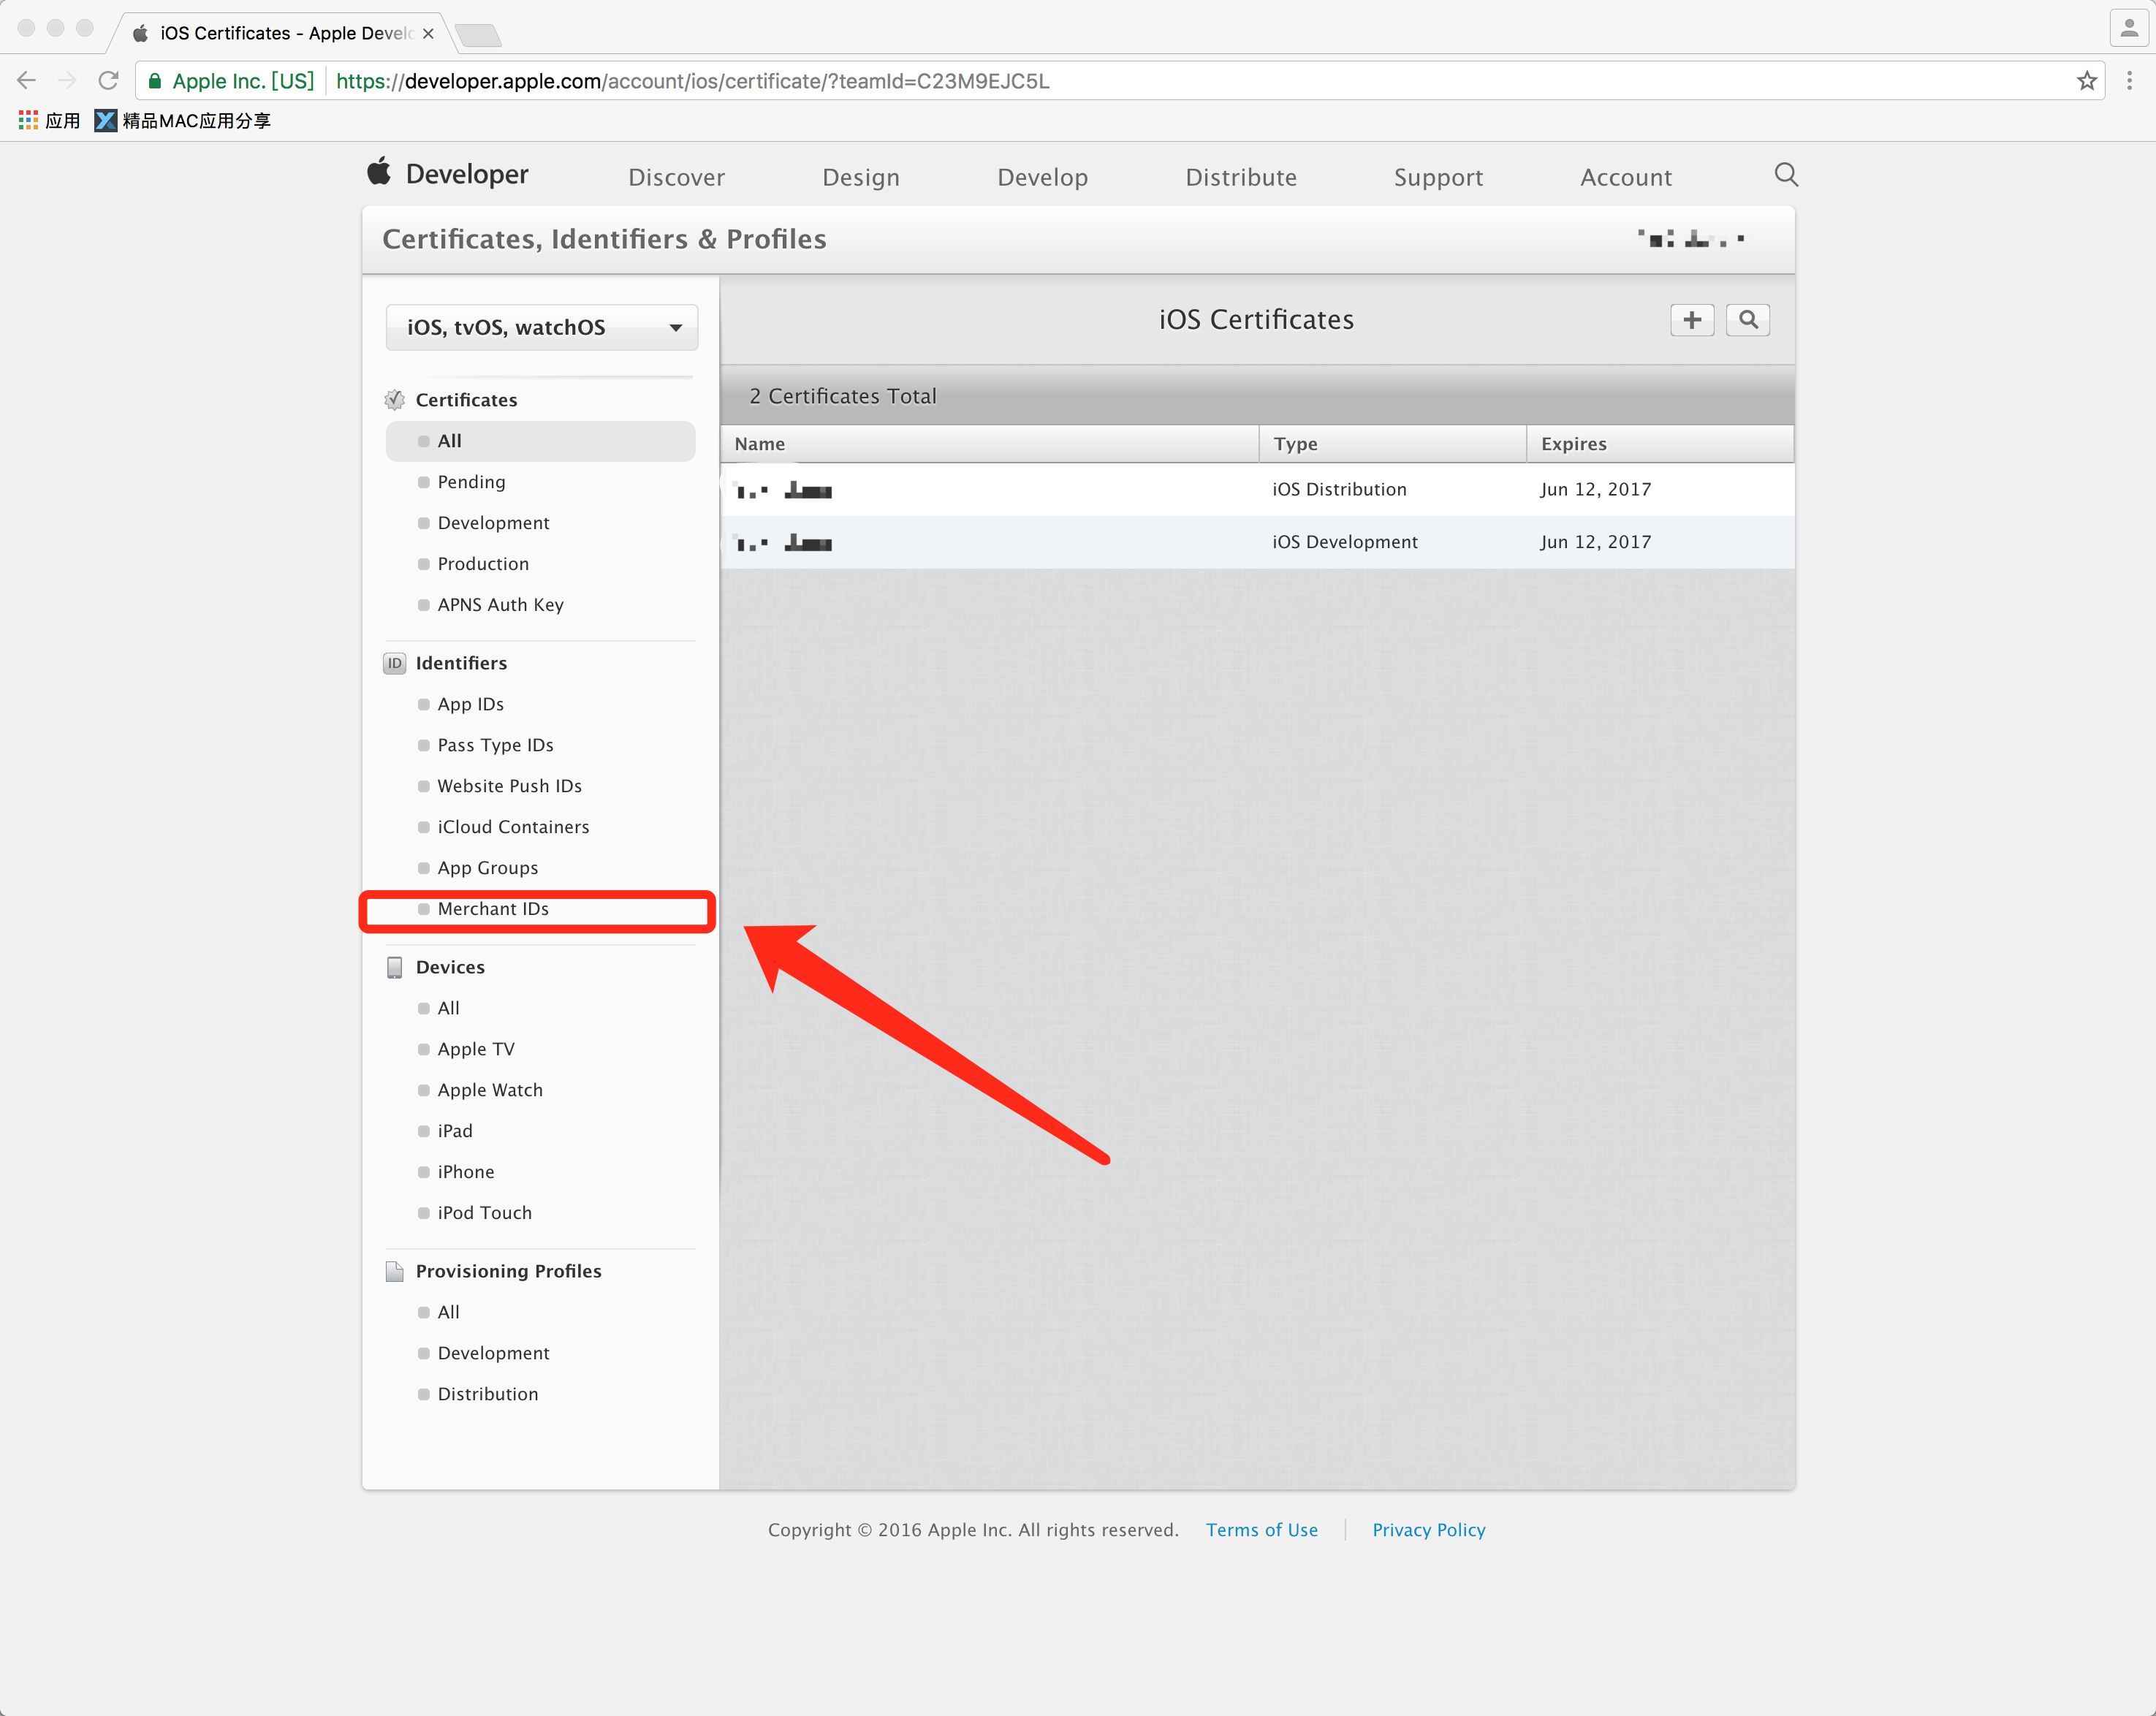 iOS Certificates - Apple Develo
Apple Inc. [US] https://developer.apple.com/account/ios/certificate/?teamId=C23M9EJC5L
应用 精品MAC应用分享
Developer Discover Design Develop Distribute Support Account
Certificates, Identifiers & Profiles
iOS, tvOS, watchOS
Certificates
All
Pending
Development
Production
APNS Auth Key
ID Identifiers
App IDs
Pass Type IDs
Website Push IDs
iCloud Containers
App Groups
Merchant IDs
Devices
All
Apple TV
Apple Watch
iPad
iPhone
iPod Touch
Provisioning Profiles
All
Development
Distribution
iOS Certificates
2 Certificates Total
Name Type Expires
iOS Distribution Jun 12, 2017
iOS Development Jun 12, 2017
Copyright © 2016 Apple Inc. All rights reserved. Terms of Use Privacy Policy